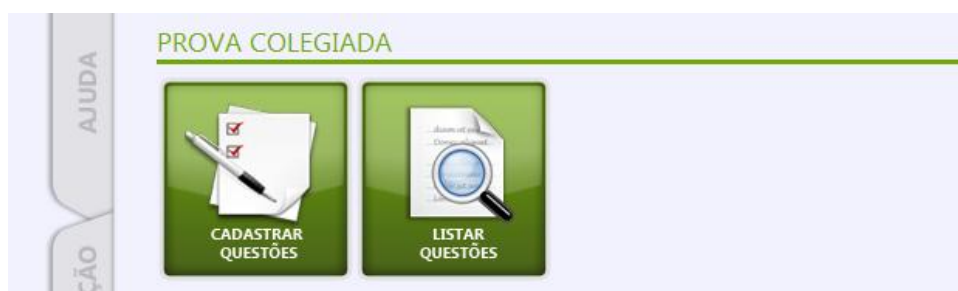 PROVA COLEGIADA
AJUDA
CADASTRAR
QUESTÕES
LISTAR
QUESTÕES
ÇÃO